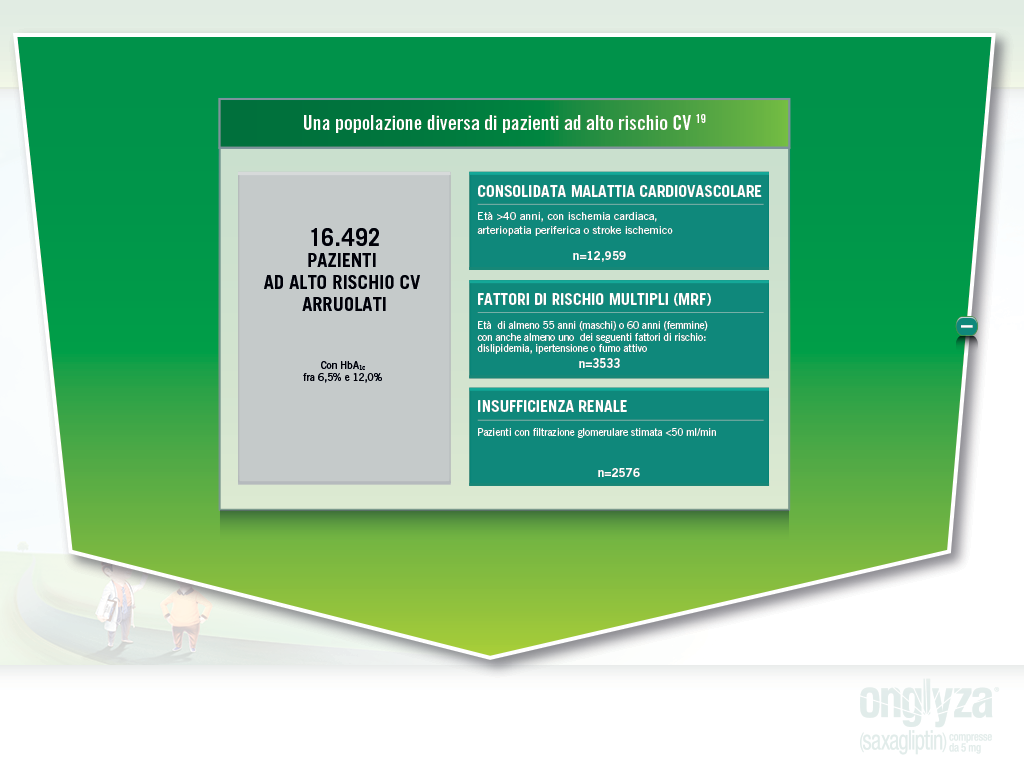 Una popolazione diversa di pazienti ad alto rischio CV 19
16.492
PAZIENTI
AD ALTO RISCHIO CV
ARRUOLATI
Con HbA1c
fra 6,5% e 12,0%
CONSOLIDATA MALATTIA CARDIOVASCOLARE
Età >40 anni, con ischemia cardiaca,
arteriopatia periferica o stroke ischemico
n=12,959
FATTORI DI RISCHIO MULTIPLI (MRF)
Età di almeno 55 anni (maschi) o 60 anni (femmine)
con anche almeno uno dei seguenti fattori di rischio:
dislipidemia, ipertensione o fumo attivo
n=3533
INSUFFICIENZA RENALE
Pazienti con filtrazione glomerulare stimata <50 ml/min
n=2576
onglyza®
(saxagliptin) compresse
da 5 mg